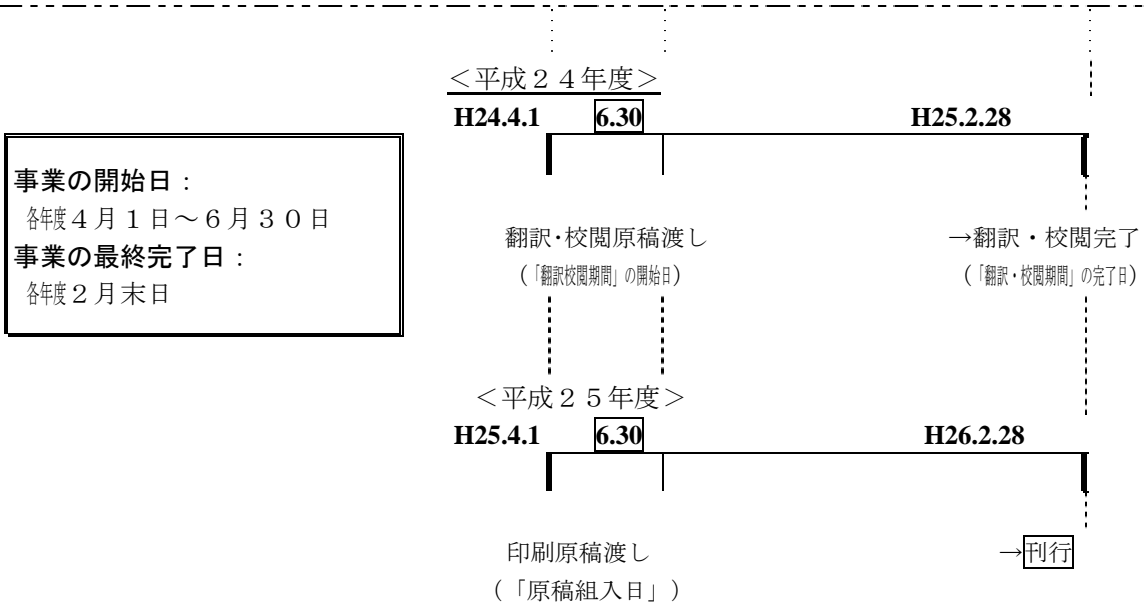 ＜平成２４年度＞
H24.4.1 6.30 H25.2.28
事業の開始日：
各年度４月１日～６月３０日
事業の最終完了日：
各年度２月末日
翻訳・校閲原稿渡し →翻訳・校閲完了
（「翻訳校閲期間」の開始日） （「翻訳・校閲期間」の完了日）
＜平成２５年度＞
H25.4.1 6.30 H26.2.28
印刷原稿渡し →刊行
（「原稿組入日」）